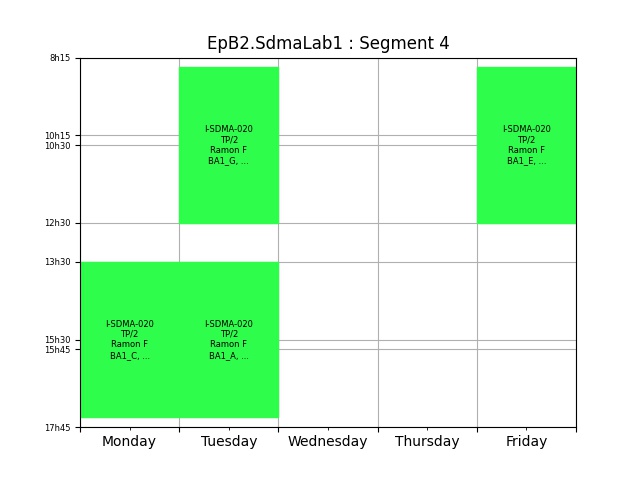 EpB2.SdmaLab1 : Segment 4
8h15
10h15
10h30
12h30
13h30
15h30
15h45
17h45
I-SDMA-020
TP/2
Ramon F
BA1_G, ...
I-SDMA-020
TP/2
Ramon F
BA1_E, ...
I-SDMA-020
TP/2
Ramon F
BA1_C, ...
I-SDMA-020
TP/2
Ramon F
BA1_A, ...
Monday
Tuesday
Wednesday
Thursday
Friday